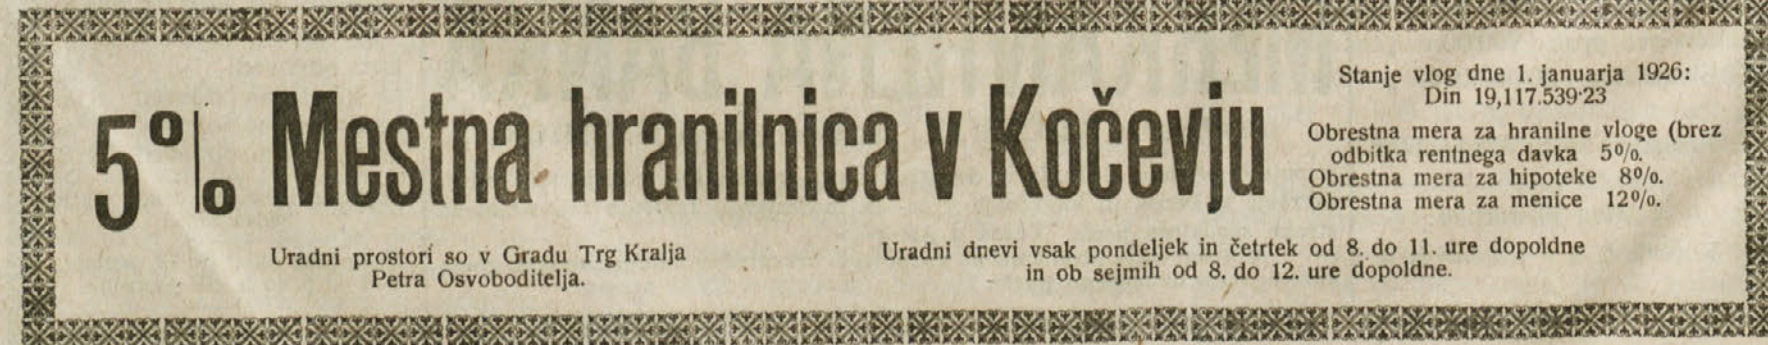 5% Mestna hranilnica v Kočevju
Stanje vlog dne 1. januarja 1926:
Din 19,117.539·23
Obrestna mera za hranilne vloge (brez
odbitka rentnega davka 5%.
Obrestna mera za hipoteke 8%.
Obrestna mera za menice 12%.
Uradni prostori so v Gradu Trg Kralja
Petra Osvoboditelja.
Uradni dnevi vsak pondeljek in četrtek od 8. do 11. ure dopoldne
in ob sejmih od 8. do 12. ure dopoldne.